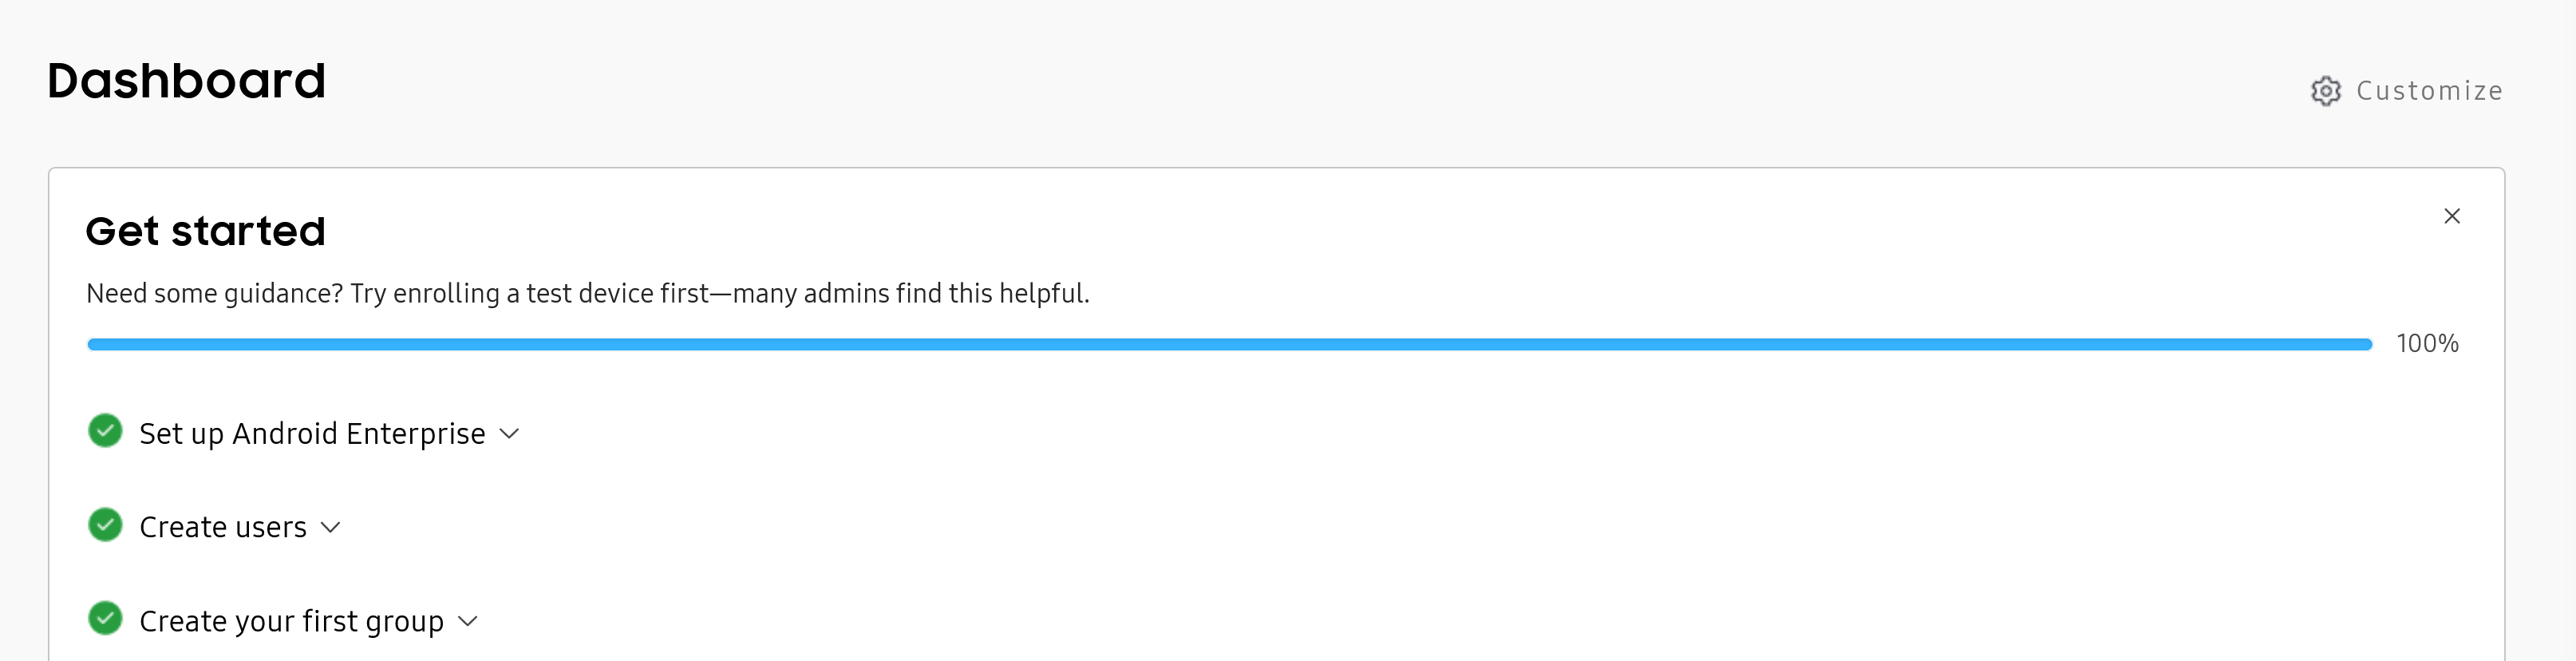 Dashboard
Customize
Get started
Need some guidance? Try enrolling a test device first—many admins find this helpful.
100%
Set up Android Enterprise
Create users
Create your first group